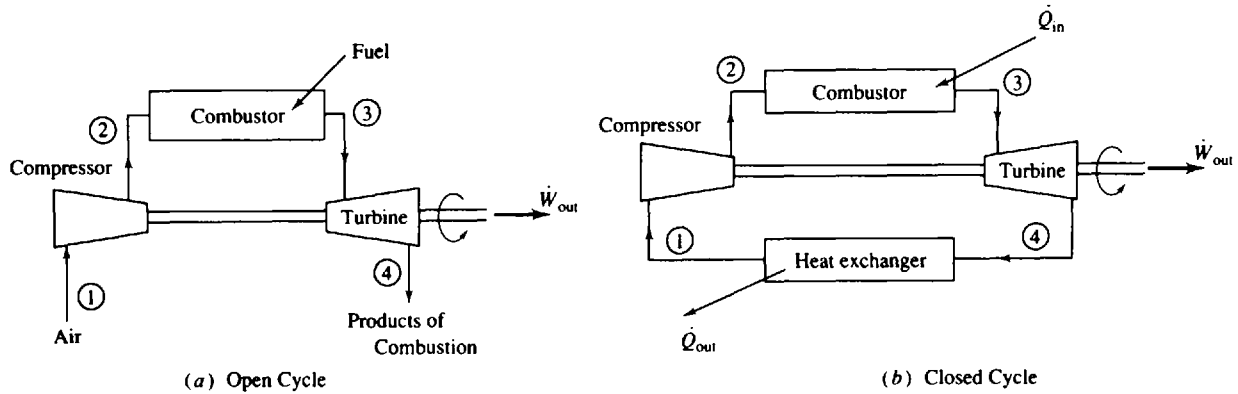 Fuel
②
Combustor
③
Compressor
Turbine
Ẇout
④
①
Air
Products of
Combustion
(a) Open Cycle
Q̇in
②
Combustor
③
Compressor
Turbine
Ẇout
①
Heat exchanger
④
Q̇out
(b) Closed Cycle